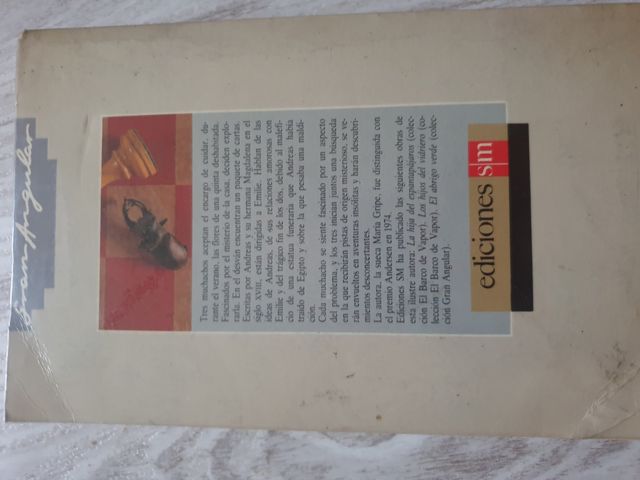 Gran Angular
Tres muchachos aceptan el encargo de cuidar, du-
rante el verano, las flores de una quinta deshabitada.
Fascinados por el misterio de la casa, deciden explo-
rarla. En el desván encuentran un paquete de cartas.
Escritas por Andreas y su hermana Magdalena en el
siglo XVIII, están dirigidas a Emilie. Hablan de las
ideas de Andreas, de sus relaciones amorosas con
Emilie y del trágico fin de los dos, debido al malefi-
cio de una estatua funeraria que Andreas había
traído de Egipto y sobre la que pesaba una maldi-
ción.
Cada muchacho se siente fascinado por un aspecto
del problema, y los tres inician juntos una búsqueda
en la que recibirán pistas de origen misterioso, se ve-
rán envueltos en aventuras insólitas y harán descubri-
mientos desconcertantes.
La autora, la sueca María Gripe, fue distinguida con
el premio Andersen en 1974.
Ediciones SM ha publicado las siguientes obras de
esta ilustre autora: La hija del espantapájaros (colec-
ción El Barco de Vapor), Los hijos del vidriero (co-
lección El Barco de Vapor), El abrigo verde (colec-
ción Gran Angular).
ediciones sm